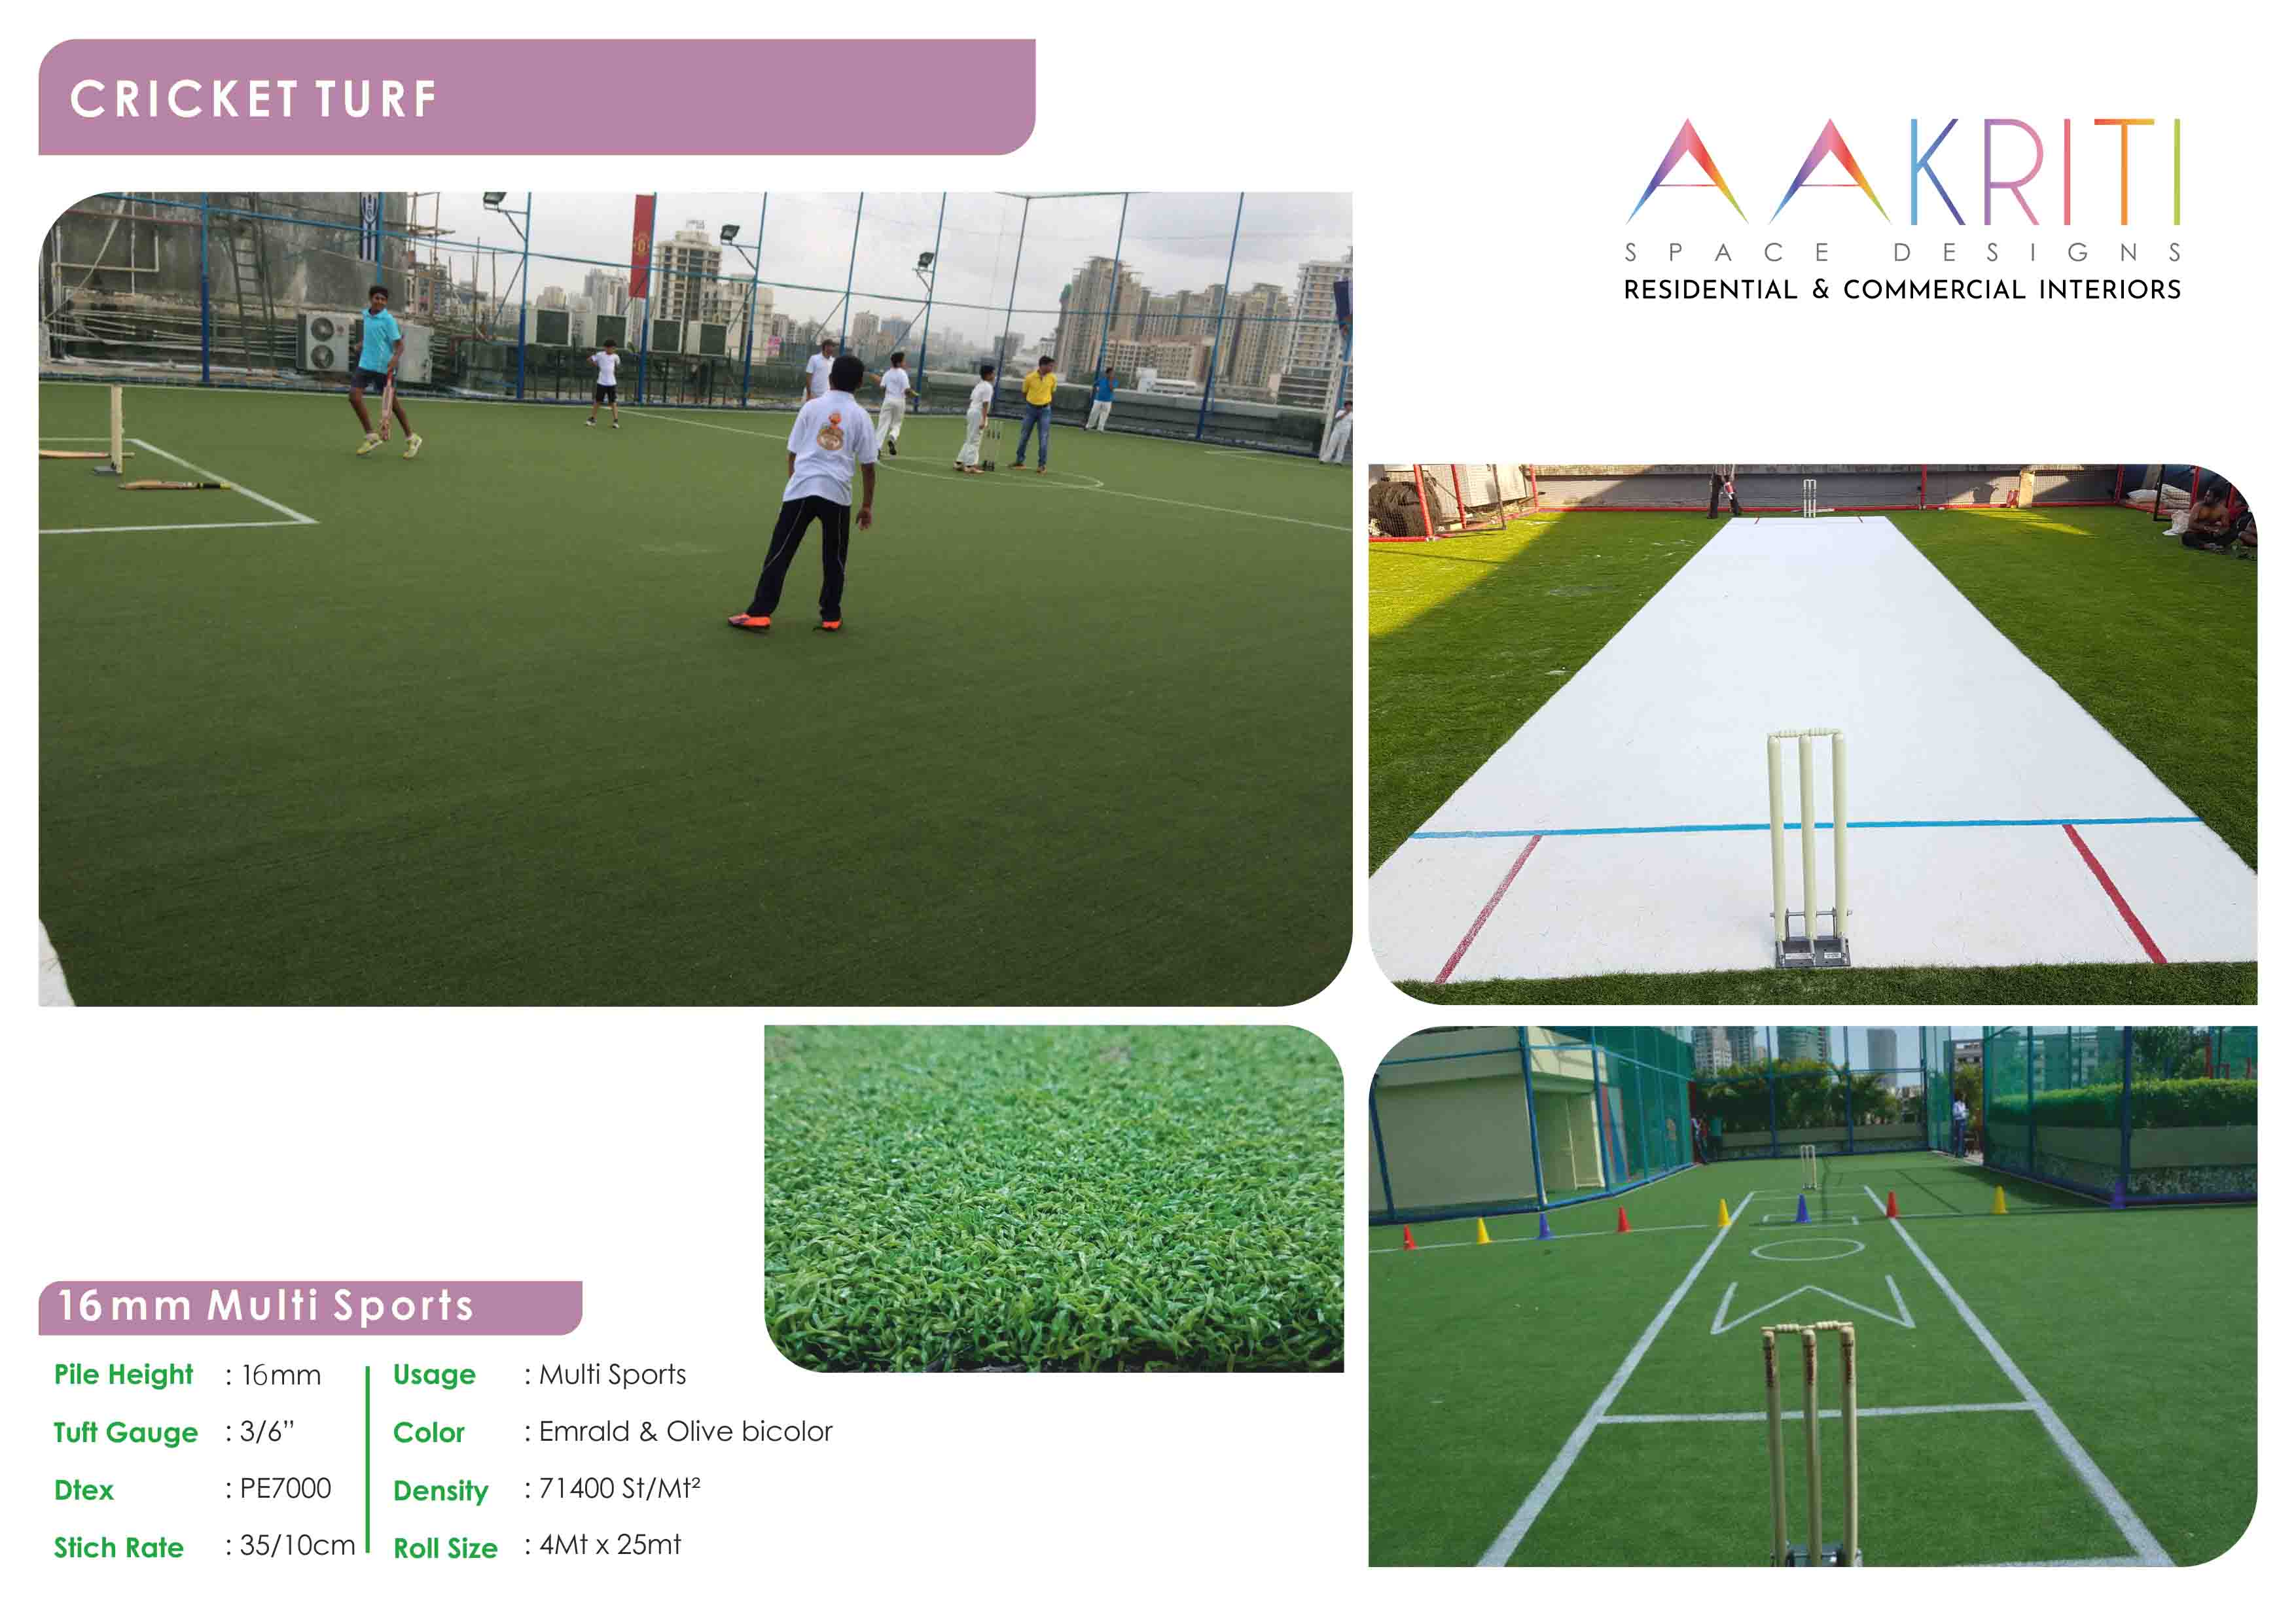 CRICKET TURF
AAKRITI
SPACE DESIGNS
RESIDENTIAL & COMMERCIAL INTERIORS
16mm Multi Sports
Pile Height : 16mm
Tuft Gauge : 3/6”
Dtex : PE7000
Stich Rate : 35/10cm
Usage : Multi Sports
Color : Emrald & Olive bicolor
Density : 71400 St/Mt²
Roll Size : 4Mt x 25mt